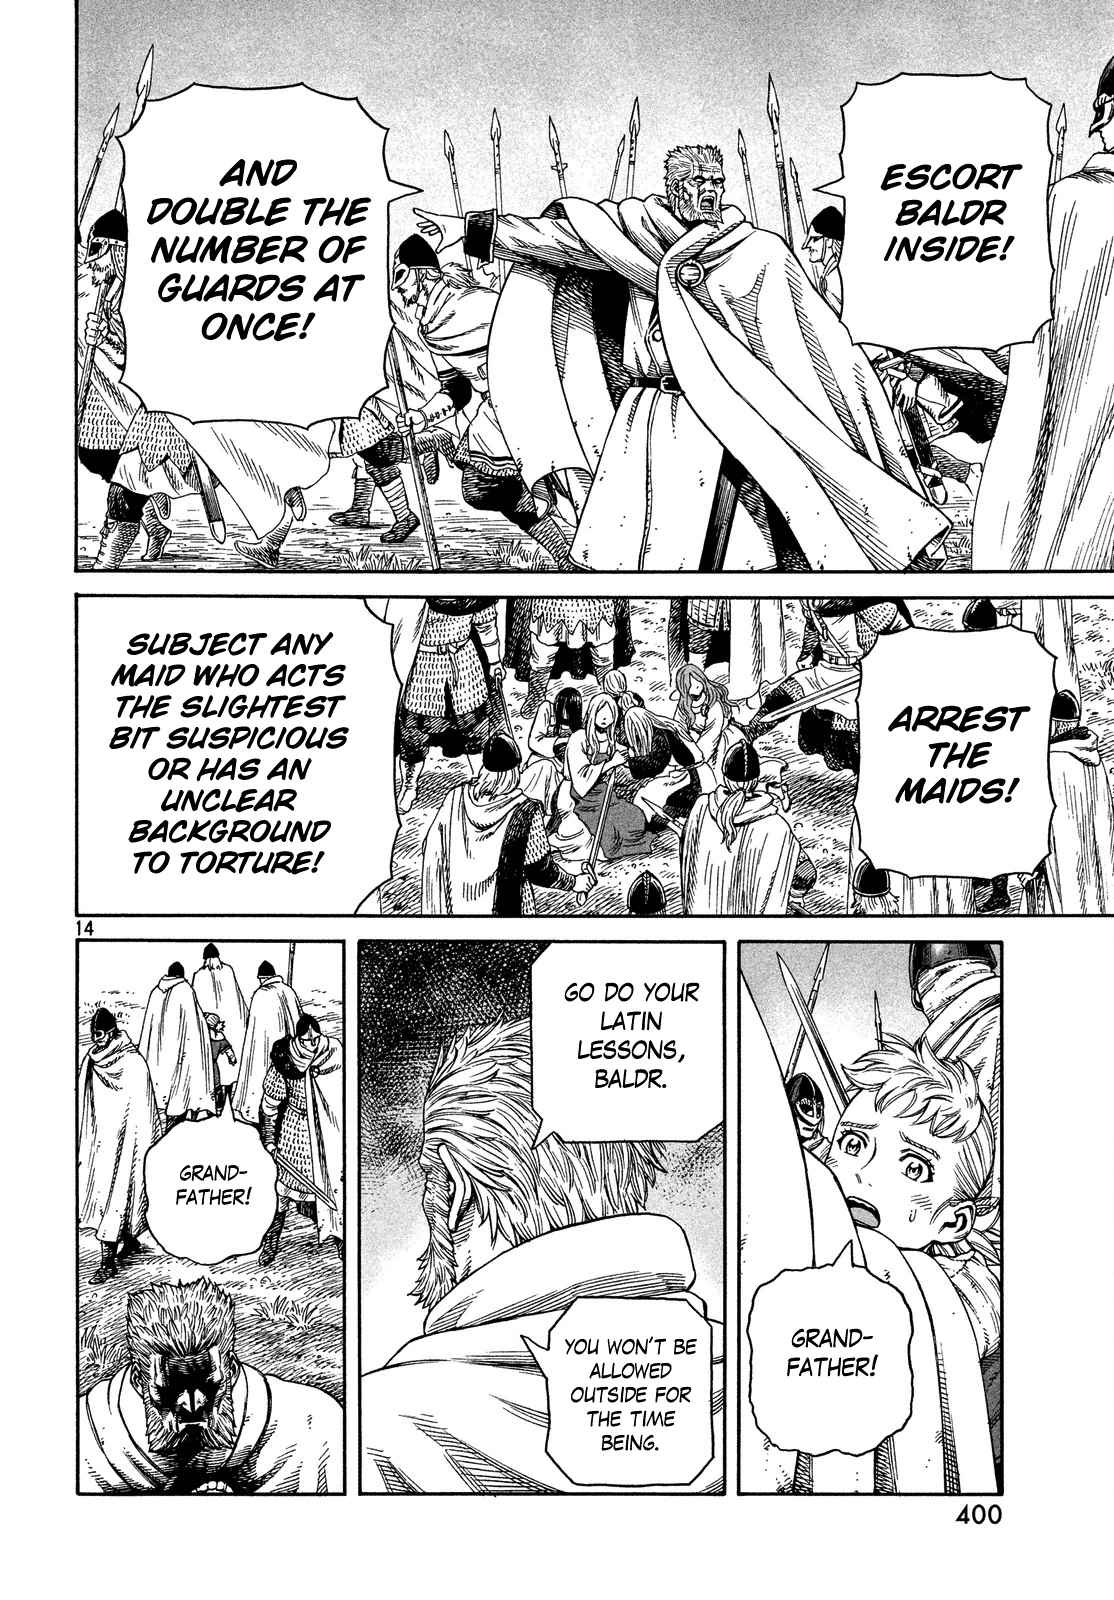 ESCORT
BALDR
INSIDE!
AND
DOUBLE THE
NUMBER OF
GUARDS AT
ONCE!
ARREST
THE
MAIDS!
SUBJECT ANY
MAID WHO ACTS
THE SLIGHTEST
BIT SUSPICIOUS
OR HAS AN
UNCLEAR
BACKGROUND
TO TORTURE!
14
GRAND-
FATHER!
GO DO YOUR
LATIN
LESSONS,
BALDR.
YOU WON'T BE
ALLOWED
OUTSIDE FOR
THE TIME
BEING.
GRAND-
FATHER!
400